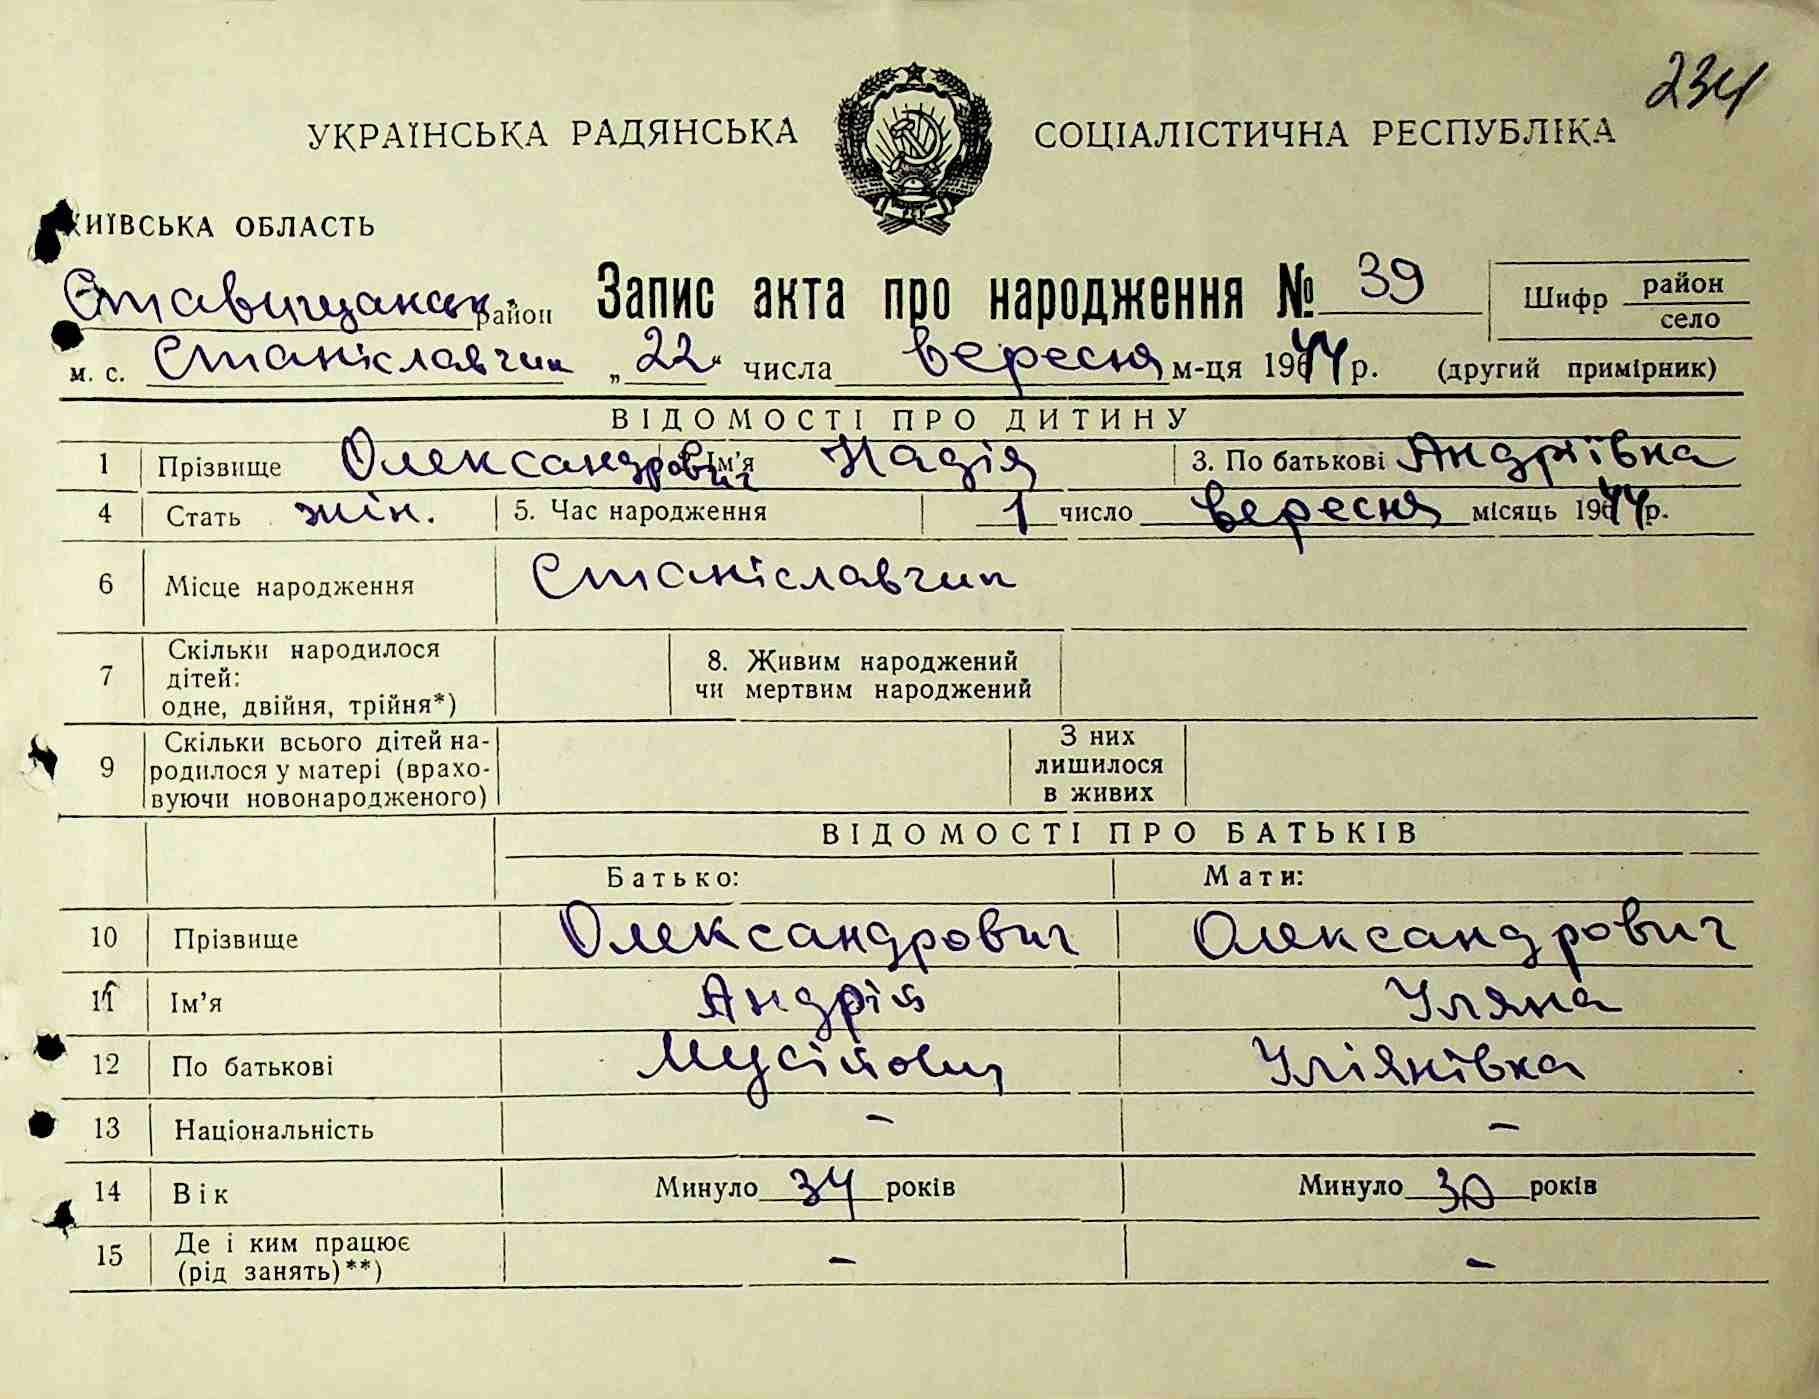 234
УКРАЇНСЬКА РАДЯНСЬКА СОЦІАЛІСТИЧНА РЕСПУБЛІКА
КИЇВСЬКА ОБЛАСТЬ
Ставищанськ район Запис акта про народження № 39 Шифр район село
м. с. Станіславчик „22“ числа вересня м-ця 1944 р. (другий примірник)
ВІДОМОСТІ ПРО ДИТИНУ
1 Прізвище Олександрович 2. Ім'я Надія 3. По батькові Андріївна
4 Стать жін. 5. Час народження 1 число вересня місяць 1944 р.
6 Місце народження Станіславчик
7 Скільки народилося дітей: одне, двійня, трійня*) 8. Живим народжений чи мертвим народжений
9 Скільки всього дітей народилося у матері (враховуючи новонародженого) З них лишилося в живих
ВІДОМОСТІ ПРО БАТЬКІВ
Батько: Мати:
10 Прізвище Олександрович Олександрович
11 Ім'я Андрій Уляна
12 По батькові Мусійович Уліянівна
13 Національність – –
14 Вік Минуло 34 років Минуло 30 років
15 Де і ким працює (рід занять)**) – –